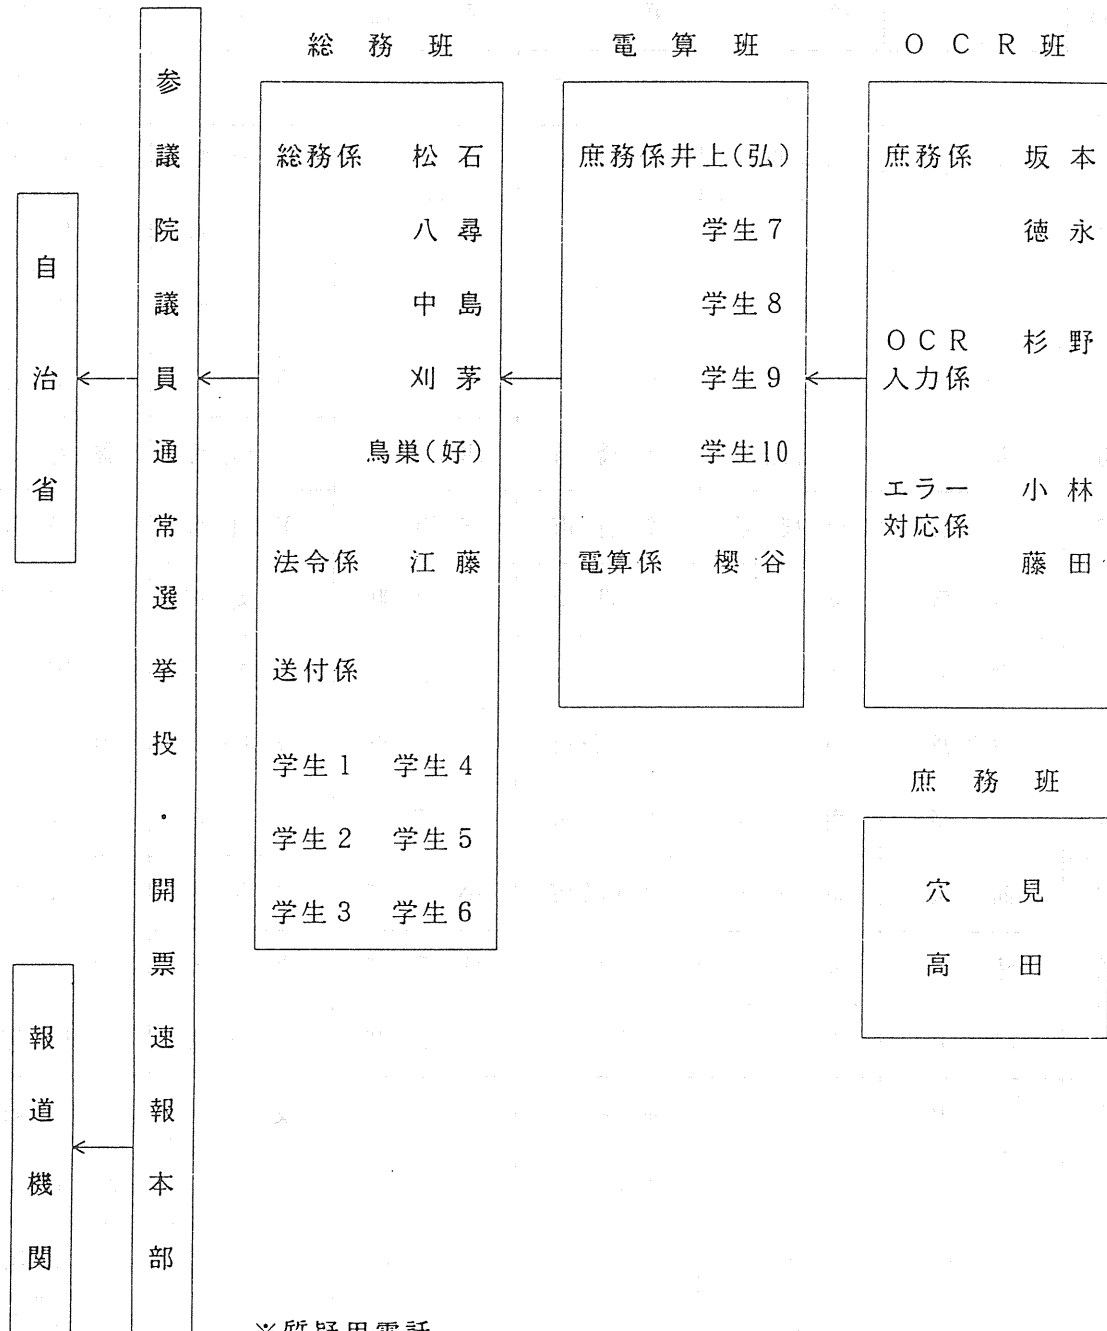 自治省
報道機関
参議院議員通常選挙投・開票速報本部
総務班
総務係 松石
八尋
中島
刈茅
鳥巣(好)
法令係 江藤
送付係
学生1 学生4
学生2 学生5
学生3 学生6
電算班
庶務係井上(弘)
学生7
学生8
学生9
学生10
電算係 櫻谷
OCR班
庶務係 坂本
徳永
OCR 杉野
入力係
エラー 小林
対応係
藤田
庶務班
穴見
高田
※質疑用電話